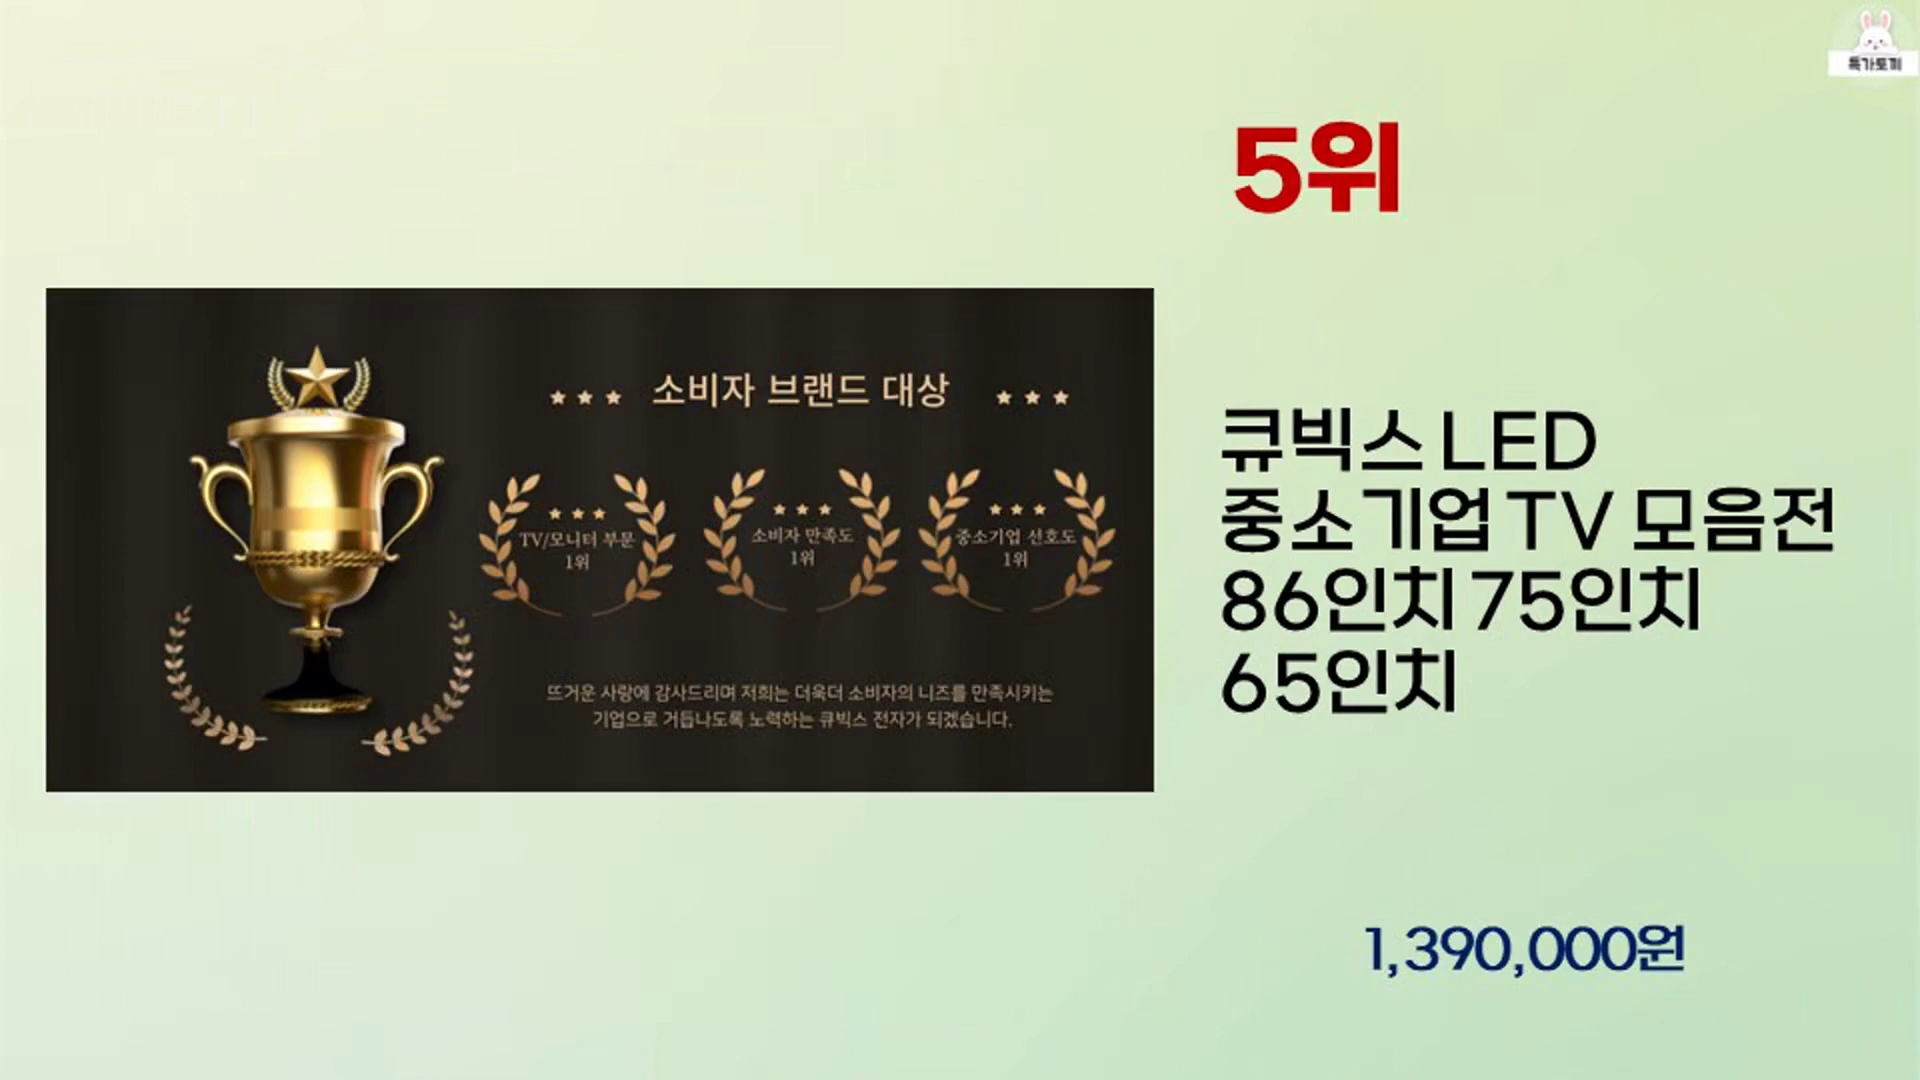 특가토끼
5위
소비자 브랜드 대상
TV/모니터 부문
1위
소비자 만족도
1위
중소기업 선호도
1위
뜨거운 사랑에 감사드리며 저희는 더욱더 소비자의 니즈를 만족시키는
기업으로 거듭나도록 노력하는 큐빅스 전자가 되겠습니다.
큐빅스 LED
중소기업 TV 모음전
86인치 75인치
65인치
1,390,000원